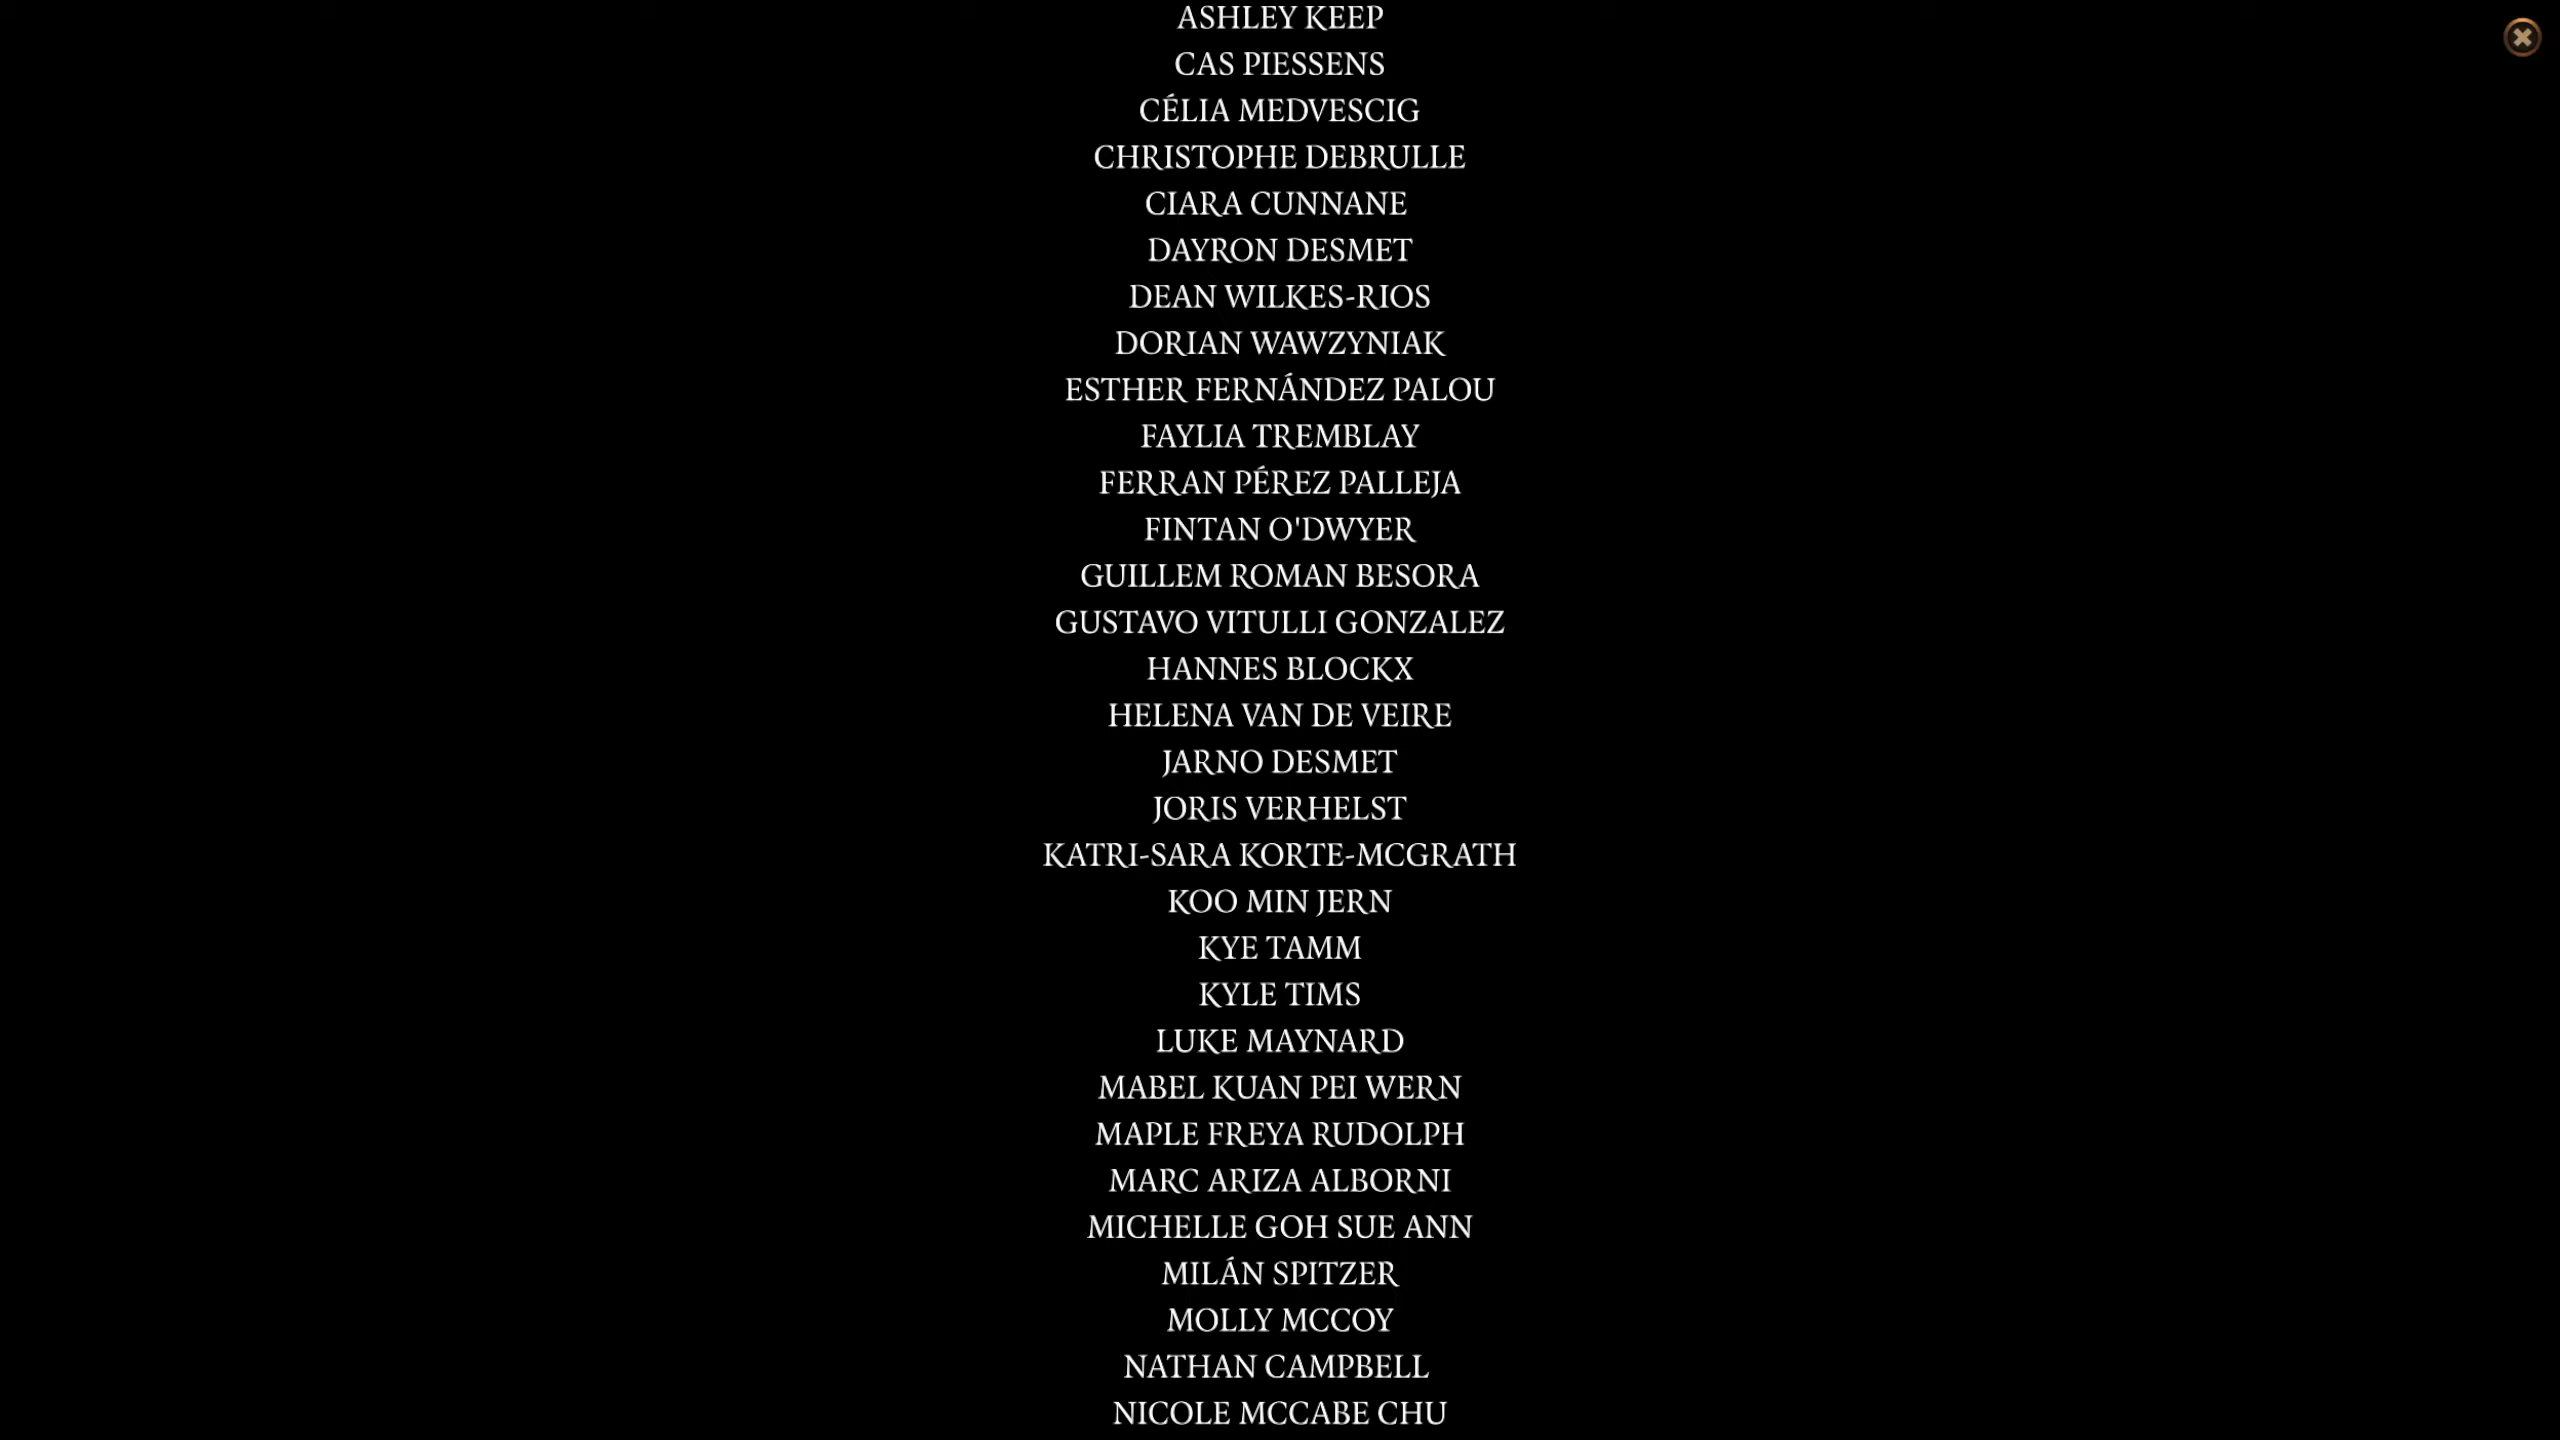 ASHLEY KEEP
CAS PIESSENS
CÉLIA MEDVESCIG
CHRISTOPHE DEBRULLE
CIARA CUNNANE
DAYRON DESMET
DEAN WILKES-RIOS
DORIAN WAWZYNIAK
ESTHER FERNÁNDEZ PALOU
FAYLIA TREMBLAY
FERRAN PÉREZ PALLEJA
FINTAN O'DWYER
GUILLEM ROMAN BESORA
GUSTAVO VITULLI GONZALEZ
HANNES BLOCKX
HELENA VAN DE VEIRE
JARNO DESMET
JORIS VERHELST
KATRI-SARA KORTE-MCGRATH
KOO MIN JERN
KYE TAMM
KYLE TIMS
LUKE MAYNARD
MABEL KUAN PEI WERN
MAPLE FREYA RUDOLPH
MARC ARIZA ALBORNI
MICHELLE GOH SUE ANN
MILÁN SPITZER
MOLLY MCCOY
NATHAN CAMPBELL
NICOLE MCCABE CHU